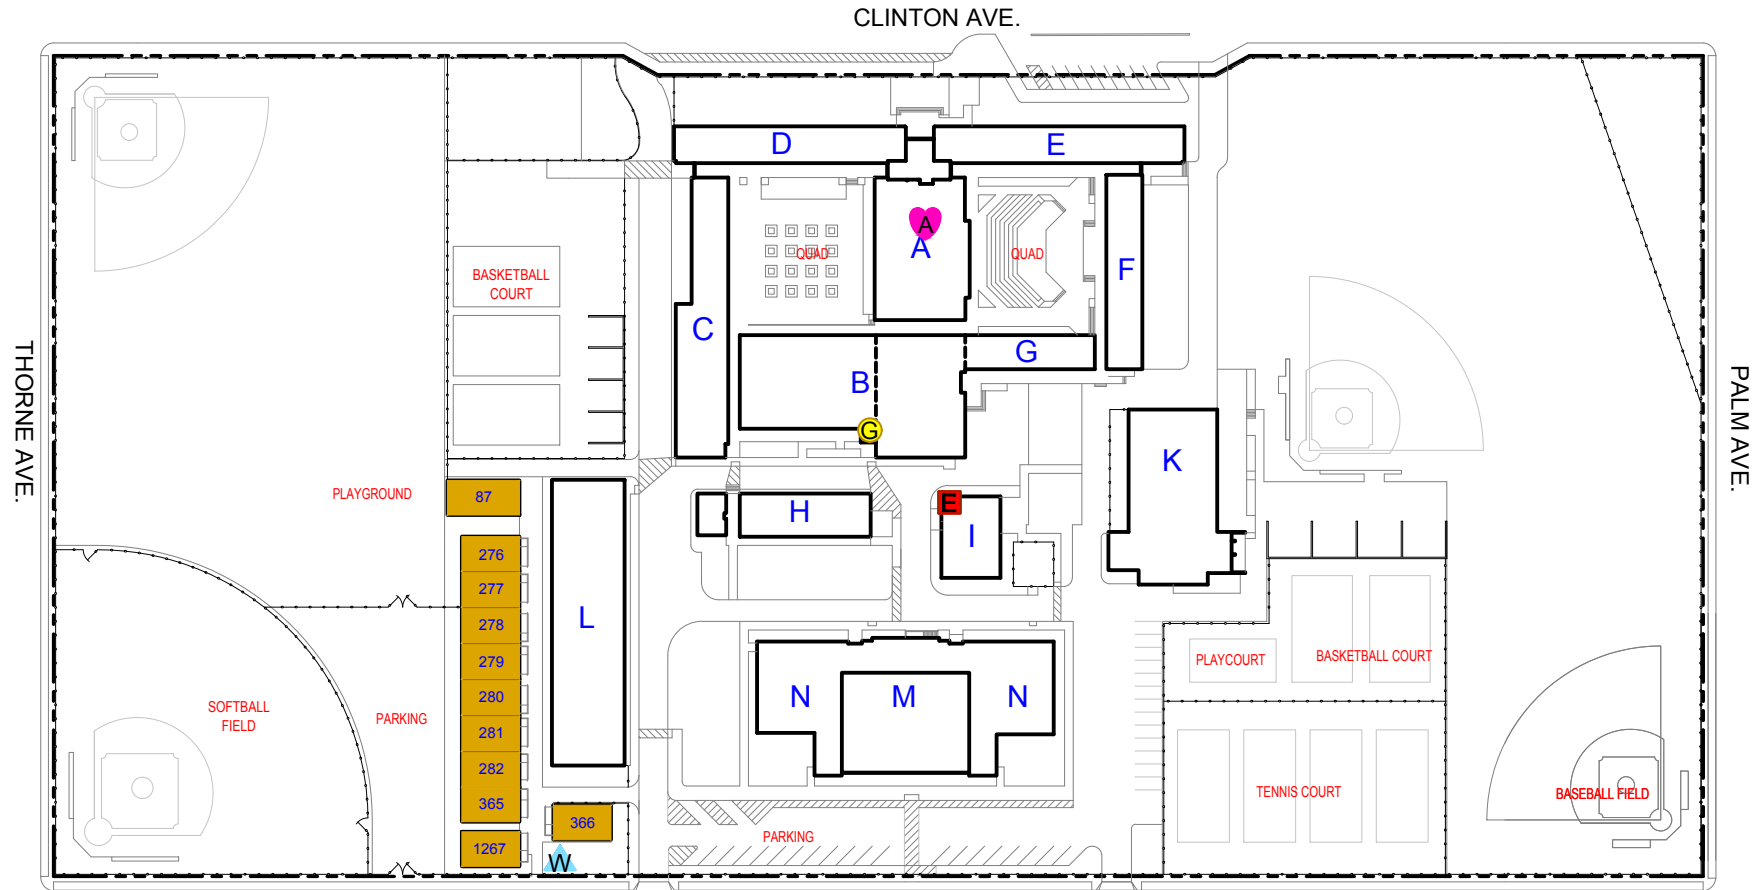 CLINTON AVE.
D
E
A
A
QUAD
QUAD
F
BASKETBALL
COURT
C
G
B
G
THORNE AVE.
PALM AVE.
K
PLAYGROUND
87
H
E
I
276
277
278
279
280
281
282
365
366
1267
L
W
SOFTBALL
FIELD
PARKING
N
M
N
PLAYCOURT
BASKETBALL COURT
TENNIS COURT
BASEBALL FIELD
PARKING